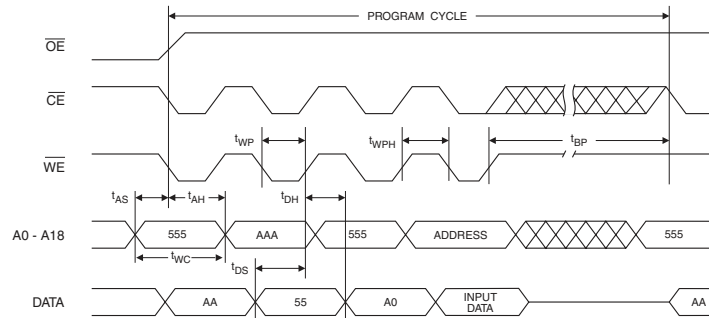 PROGRAM CYCLE
OE
CE
tWP
tWPH
tBP
WE
tAS
tAH
tDH
A0 - A18
555
AAA
555
ADDRESS
555
tWC
tDS
DATA
AA
55
A0
INPUT
DATA
AA